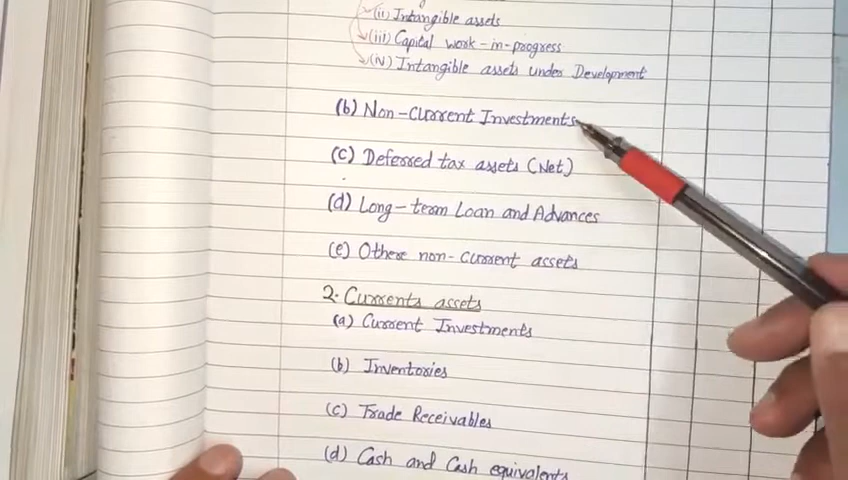 (ii) Intangible assets
(iii) Capital work-in-progress
(iv) Intangible assets under Development
(b) Non-Current Investments
(c) Deferred tax assets (Net)
(d) Long-term Loan and Advances
(e) Othere non-current assets
2. Currents assets
(a) Current Investments
(b) Inventories
(c) Trade Receivables
(d) Cash and Cash equivalents